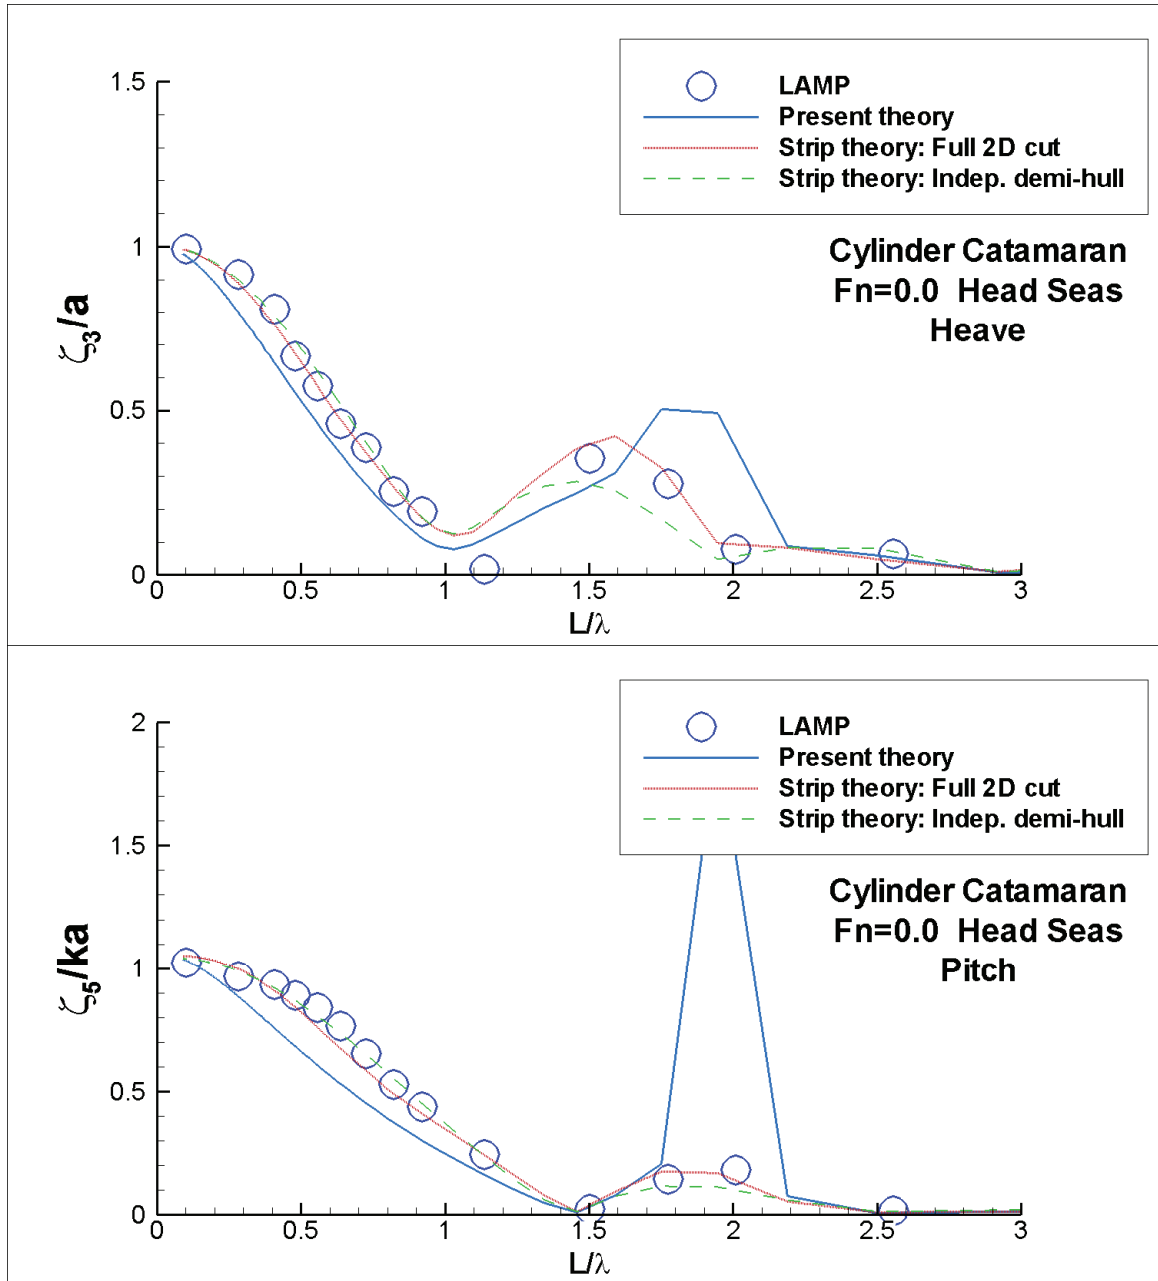 LAMP
Present theory
Strip theory: Full 2D cut
Strip theory: Indep. demi-hull
Cylinder Catamaran
Fn=0.0 Head Seas
Heave
ζ₃/a
1.5
1
0.5
0
0 0.5 1 1.5 2 2.5 3
L/λ
LAMP
Present theory
Strip theory: Full 2D cut
Strip theory: Indep. demi-hull
Cylinder Catamaran
Fn=0.0 Head Seas
Pitch
ζ₅/ka
2
1.5
1
0.5
0
0 0.5 1 1.5 2 2.5 3
L/λ